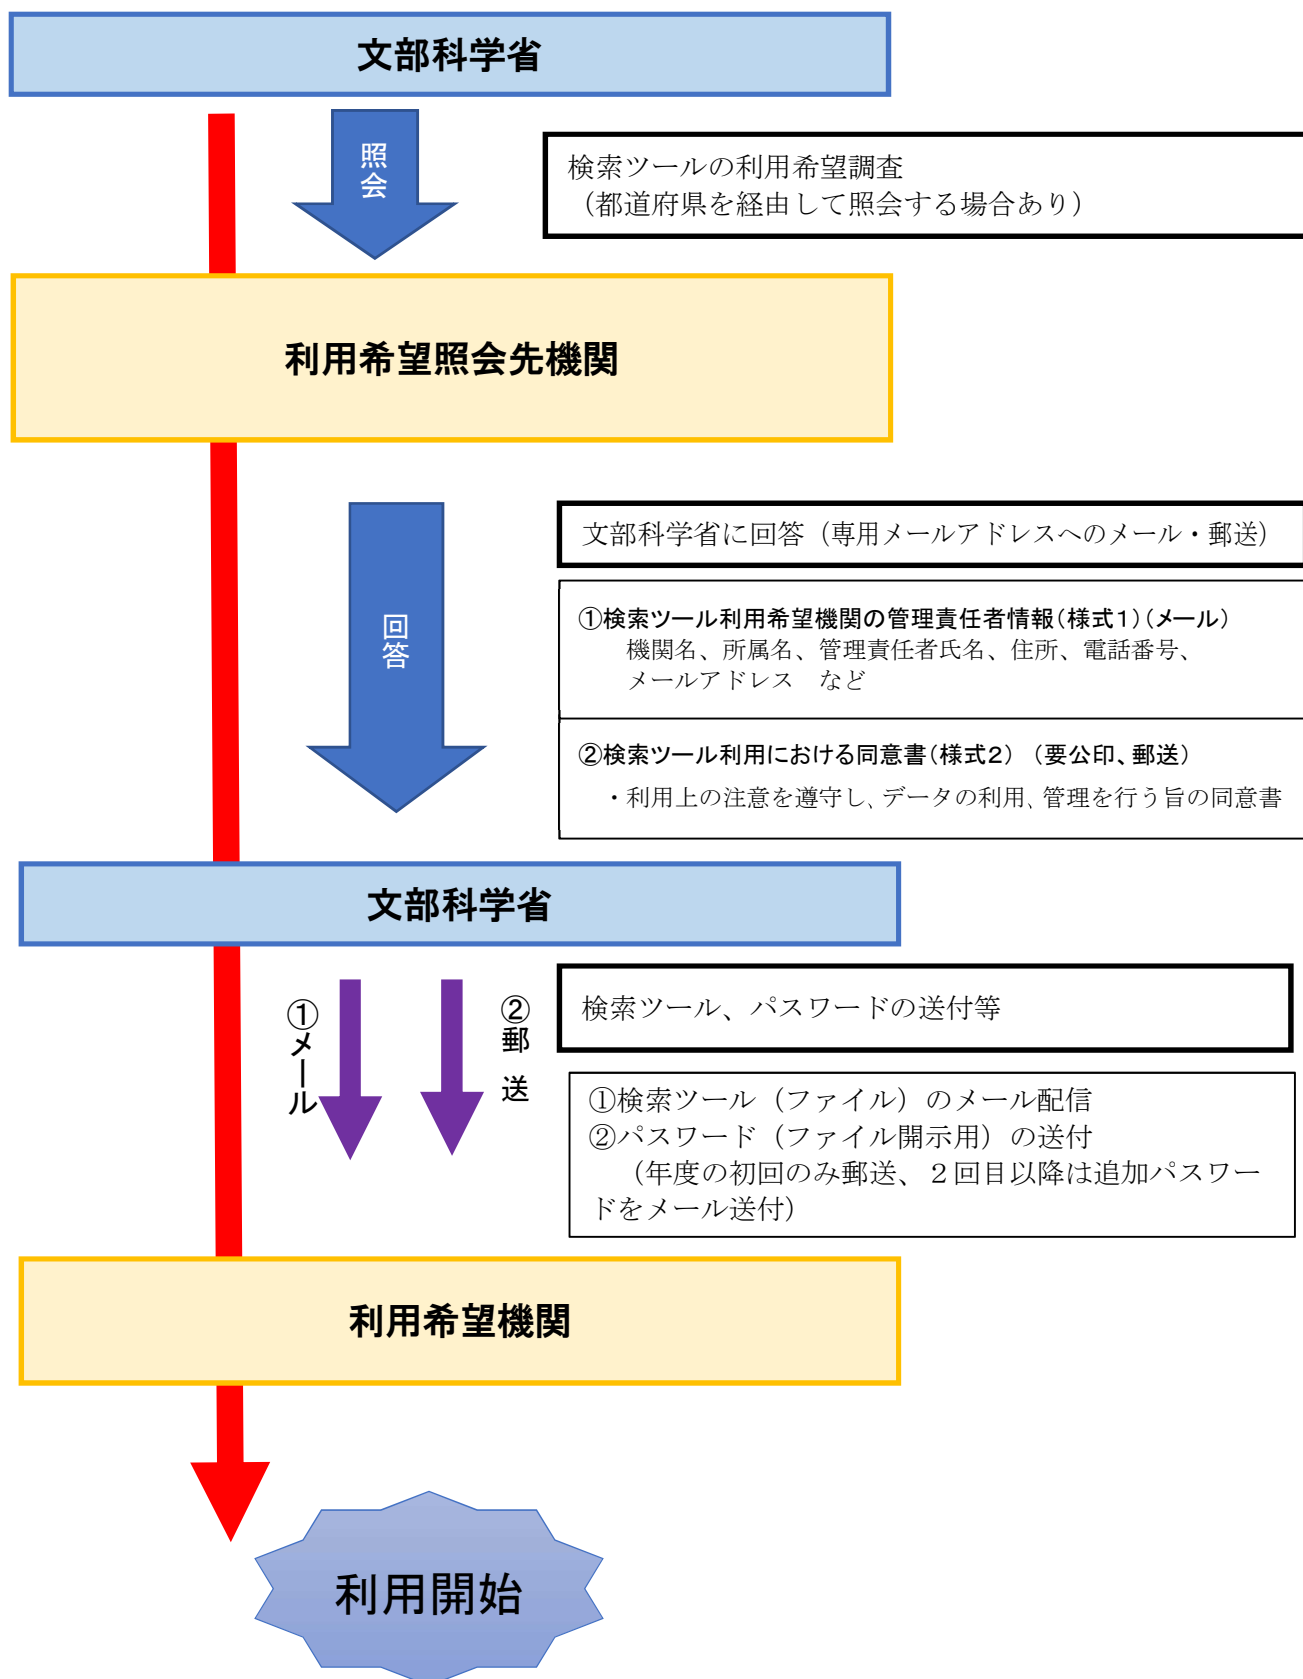 文部科学省
照会
検索ツールの利用希望調査
（都道府県を経由して照会する場合あり）
利用希望照会先機関
回答
文部科学省に回答（専用メールアドレスへのメール・郵送）
①検索ツール利用希望機関の管理責任者情報（様式１）（メール）
機関名、所属名、管理責任者氏名、住所、電話番号、
メールアドレス　など
②検索ツール利用における同意書（様式２）　（要公印、郵送）
・利用上の注意を遵守し、データの利用、管理を行う旨の同意書
文部科学省
①メール
②郵 送
検索ツール、パスワードの送付等
①検索ツール（ファイル）のメール配信
②パスワード（ファイル開示用）の送付
（年度の初回のみ郵送、２回目以降は追加パスワー
ドをメール送付）
利用希望機関
利用開始